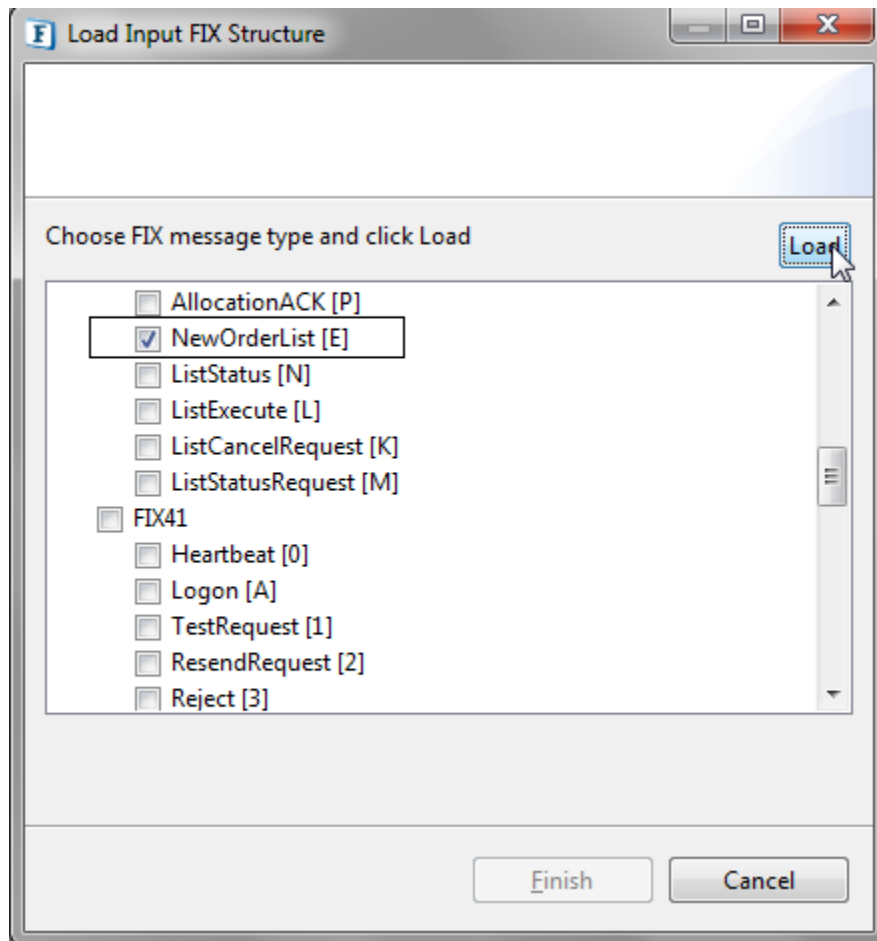 Load Input FIX Structure
Choose FIX message type and click Load
Load
AllocationACK [P]
NewOrderList [E]
ListStatus [N]
ListExecute [L]
ListCancelRequest [K]
ListStatusRequest [M]
FIX41
Heartbeat [0]
Logon [A]
TestRequest [1]
ResendRequest [2]
Reject [3]
Finish
Cancel